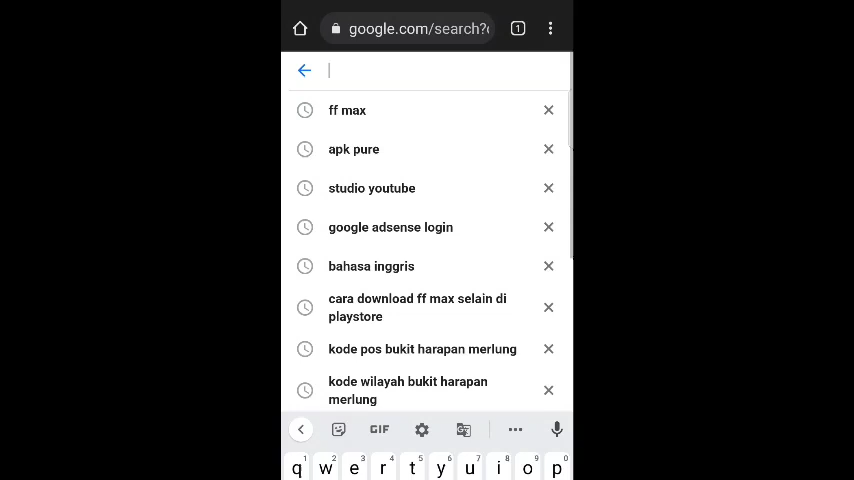 google.com/search?
1
ff max
apk pure
studio youtube
google adsense login
bahasa inggris
cara download ff max selain di
playstore
kode pos bukit harapan merlung
kode wilayah bukit harapan
merlung
GIF
1 2 3 4 5 6 7 8 9 0
q w e r t y u i o p